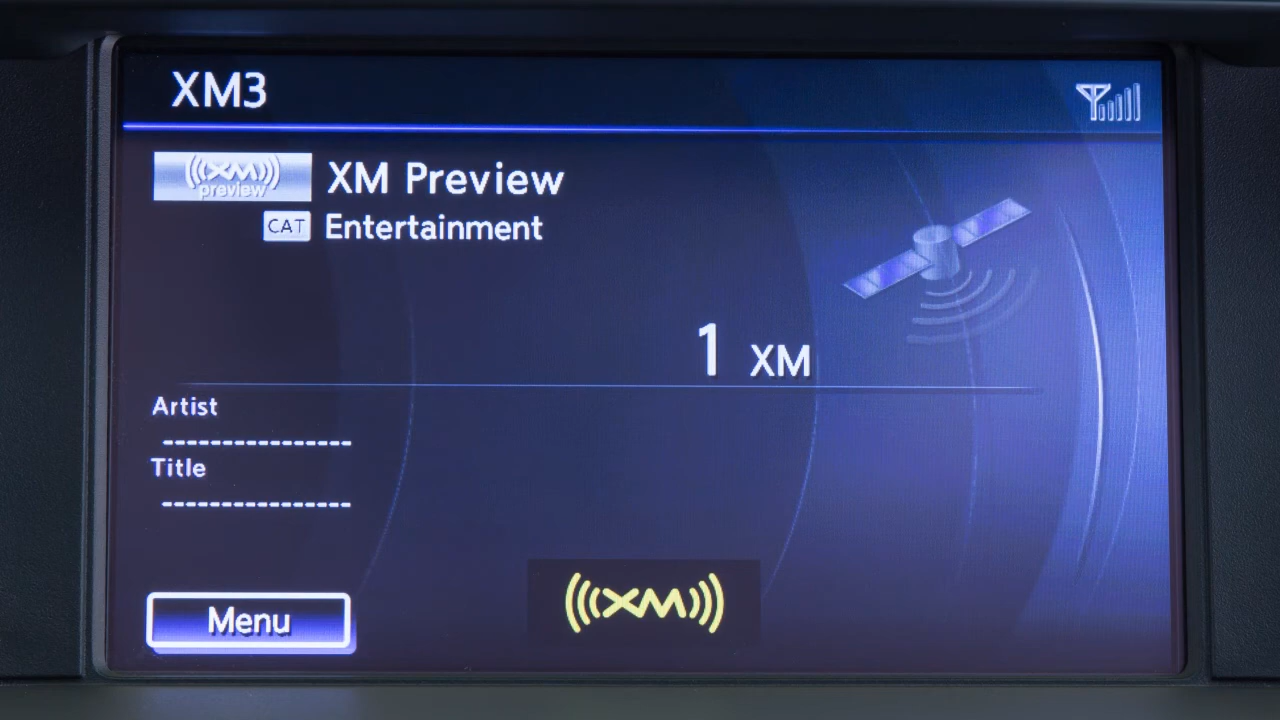 XM3
XM
preview
XM Preview
CAT Entertainment
1 XM
Artist
---------------
Title
---------------
Menu
XM